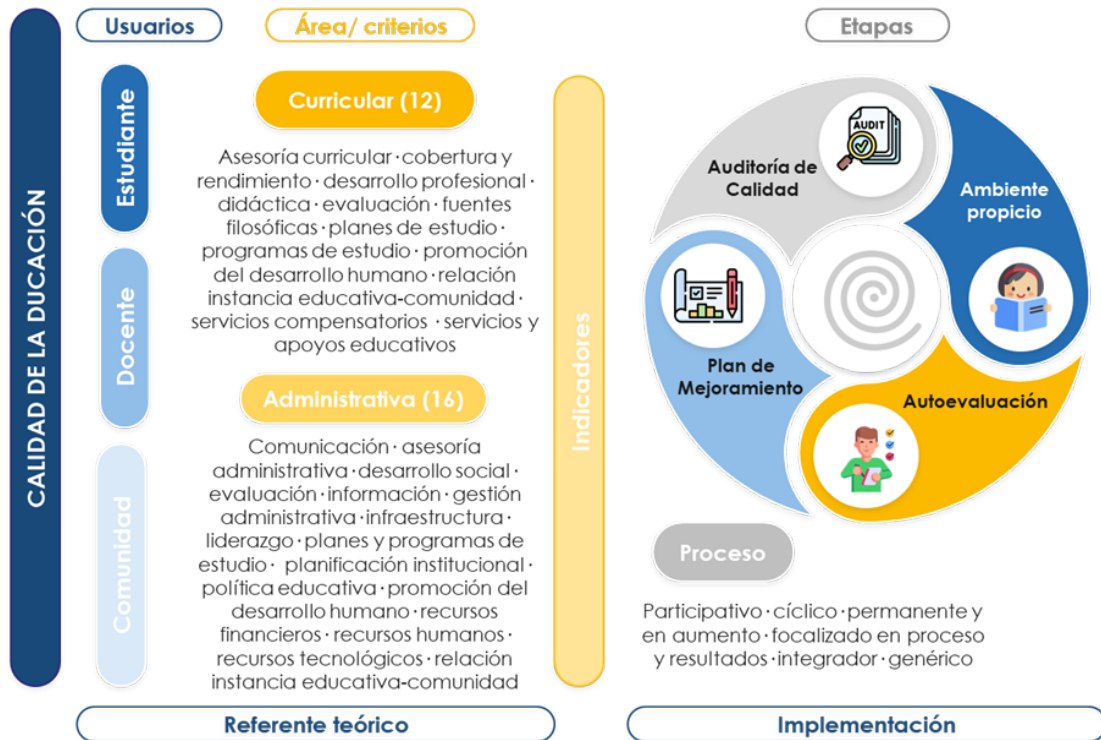 CALIDAD DE LA DUCACIÓN
Usuarios
Estudiante
Docente
Comunidad
Área/ criterios
Curricular (12)
Asesoría curricular · cobertura y
rendimiento · desarrollo profesional ·
didáctica · evaluación · fuentes
filosóficas · planes de estudio ·
programas de estudio · promoción
del desarrollo humano · relación
instancia educativa-comunidad ·
servicios compensatorios · servicios y
apoyos educativos
Administrativa (16)
Comunicación · asesoría
administrativa · desarrollo social ·
evaluación · información · gestión
administrativa · infraestructura ·
liderazgo · planes y programas de
estudio · planificación institucional ·
política educativa · promoción del
desarrollo humano · recursos
financieros · recursos humanos ·
recursos tecnológicos · relación
instancia educativa-comunidad
Referente teórico
Indicadores
Etapas
AUDIT
Auditoría de
Calidad
Ambiente
propicio
Plan de
Mejoramiento
Autoevaluación
Proceso
Participativo · cíclico · permanente y
en aumento · focalizado en proceso
y resultados · integrador · genérico
Implementación